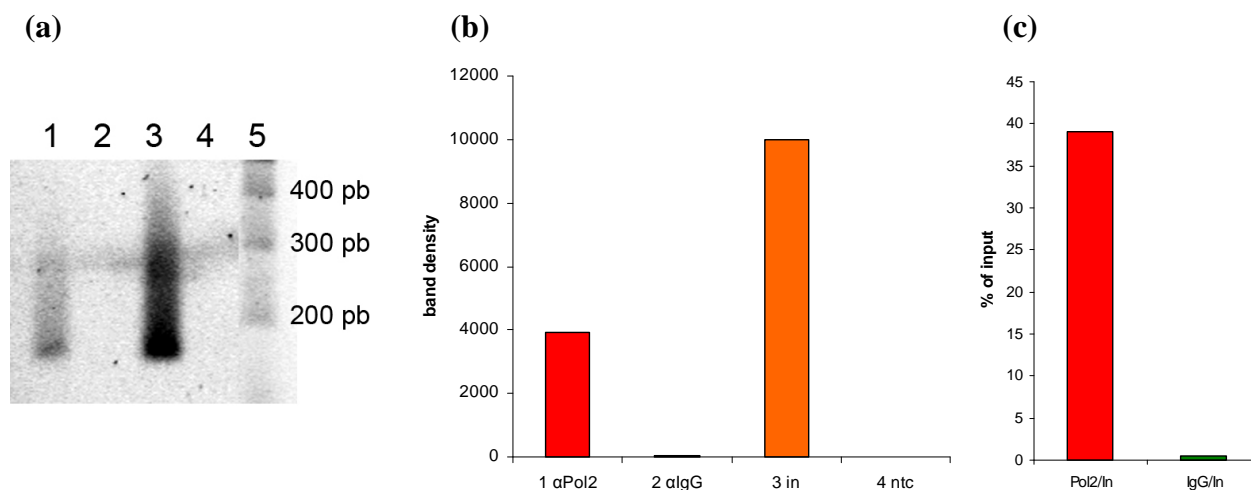 (a)
1 2 3 4 5
400 pb
300 pb
200 pb
(b)
band density
12000
10000
8000
6000
4000
2000
0
1 αPol2 2 αIgG 3 in 4 ntc
(c)
% of input
45
40
35
30
25
20
15
10
5
0
Pol2/In IgG/In